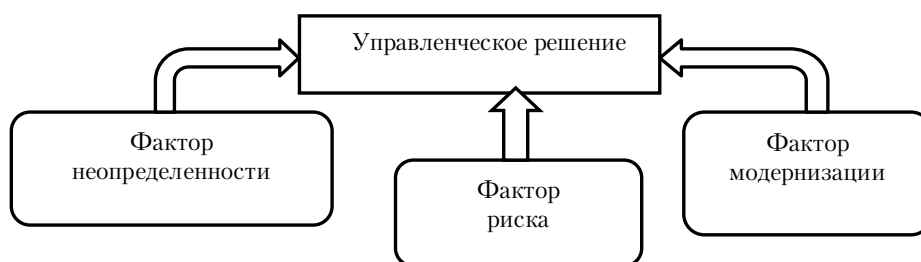 Управленческое решение
Фактор
неопределенности
Фактор
риска
Фактор
модернизации